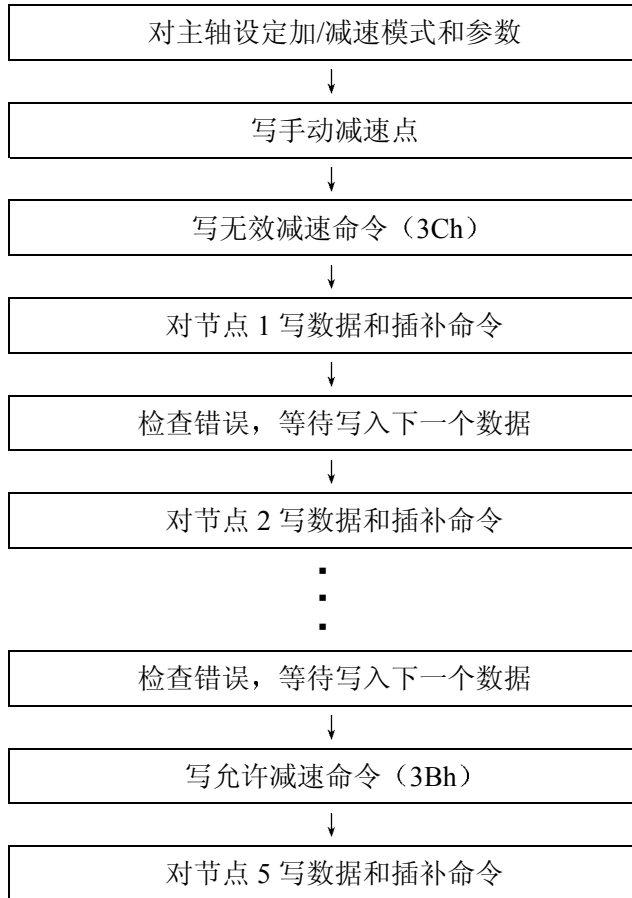 对主轴设定加/减速模式和参数
↓
写手动减速点
↓
写无效减速命令（3Ch）
↓
对节点 1 写数据和插补命令
↓
检查错误，等待写入下一个数据
↓
对节点 2 写数据和插补命令
检查错误，等待写入下一个数据
↓
写允许减速命令（3Bh）
↓
对节点 5 写数据和插补命令